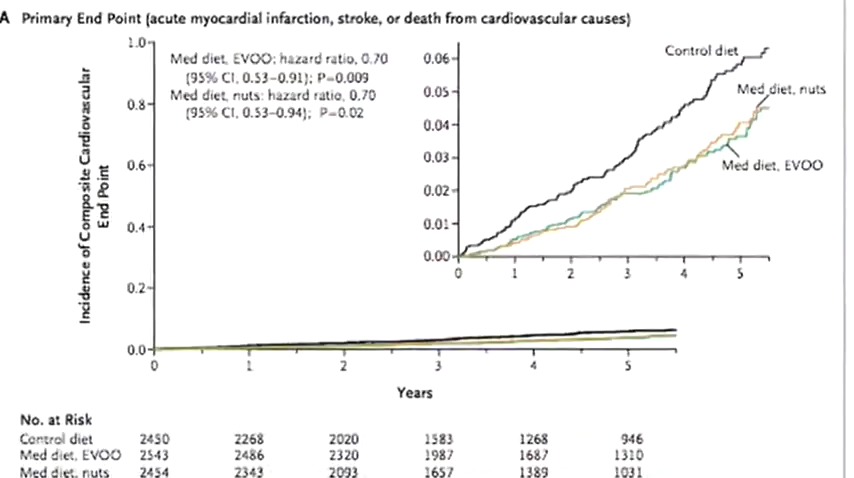 A Primary End Point (acute myocardial infarction, stroke, or death from cardiovascular causes)
Incidence of Composite Cardiovascular
End Point
1.0
0.8
0.6
0.4
0.2
0.0
Med diet, EVOO: hazard ratio, 0.70
(95% CI, 0.53–0.91); P=0.009
Med diet, nuts: hazard ratio, 0.70
(95% CI, 0.53–0.94); P=0.02
0.06
0.05
0.04
0.03
0.02
0.01
0.00
Control diet
Med diet, nuts
Med diet, EVOO
0 1 2 3 4 5
0 1 2 3 4 5
Years
No. at Risk
Control diet 2450 2268 2020 1583 1268 946
Med diet, EVOO 2543 2486 2320 1987 1687 1310
Med diet, nuts 2454 2343 2093 1657 1389 1031